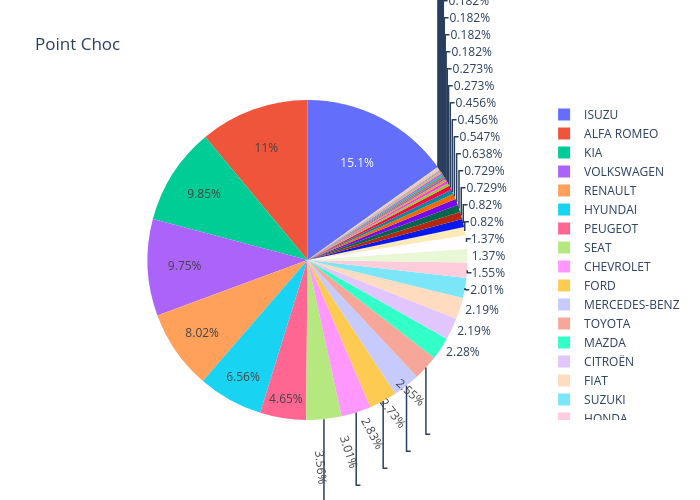 Point Choc
0.182%
0.182%
0.182%
0.182%
0.273%
0.273%
0.456%
0.456%
0.547%
0.638%
0.729%
0.729%
0.82%
0.82%
1.37%
1.37%
1.55%
2.01%
2.19%
2.19%
2.28%
2.55%
2.73%
2.83%
3.01%
3.56%
4.65%
6.56%
8.02%
9.75%
9.85%
11%
15.1%
ISUZU
ALFA ROMEO
KIA
VOLKSWAGEN
RENAULT
HYUNDAI
PEUGEOT
SEAT
CHEVROLET
FORD
MERCEDES-BENZ
TOYOTA
MAZDA
CITROËN
FIAT
SUZUKI
HONDA